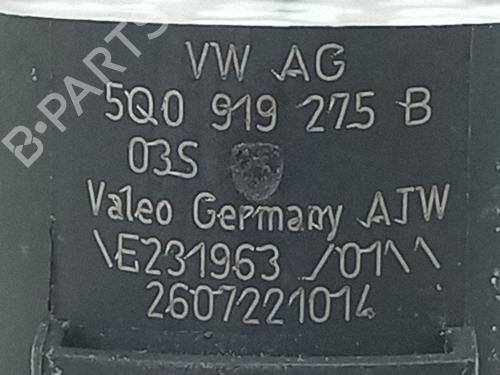 B-PARTS
VW AG
5Q0 919 275 B
03S
Valeo Germany AJW
\E231963 /01\\
2607221014